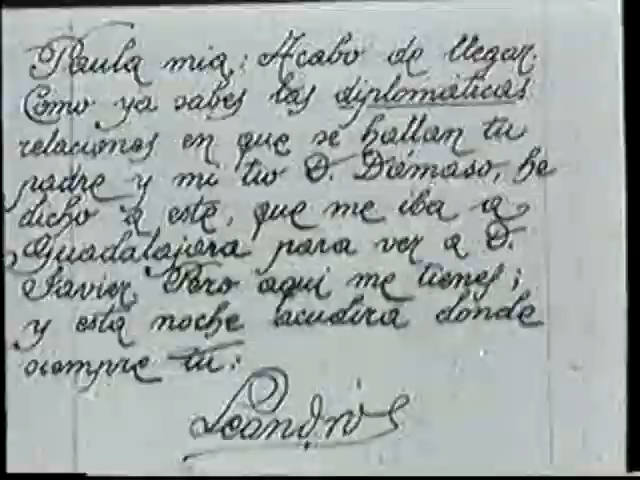 Paula mia: Acabo de llegar.
Como ya sabes las diplomáticas
relaciones en que se hallan tu
padre y mi tio D. Dámaso, he
dicho a este, que me iba a
Guadalajara para ver a D.
Javier. Pero aquí me tienes;
y esta noche acudirá donde
siempre tu:
Leandro